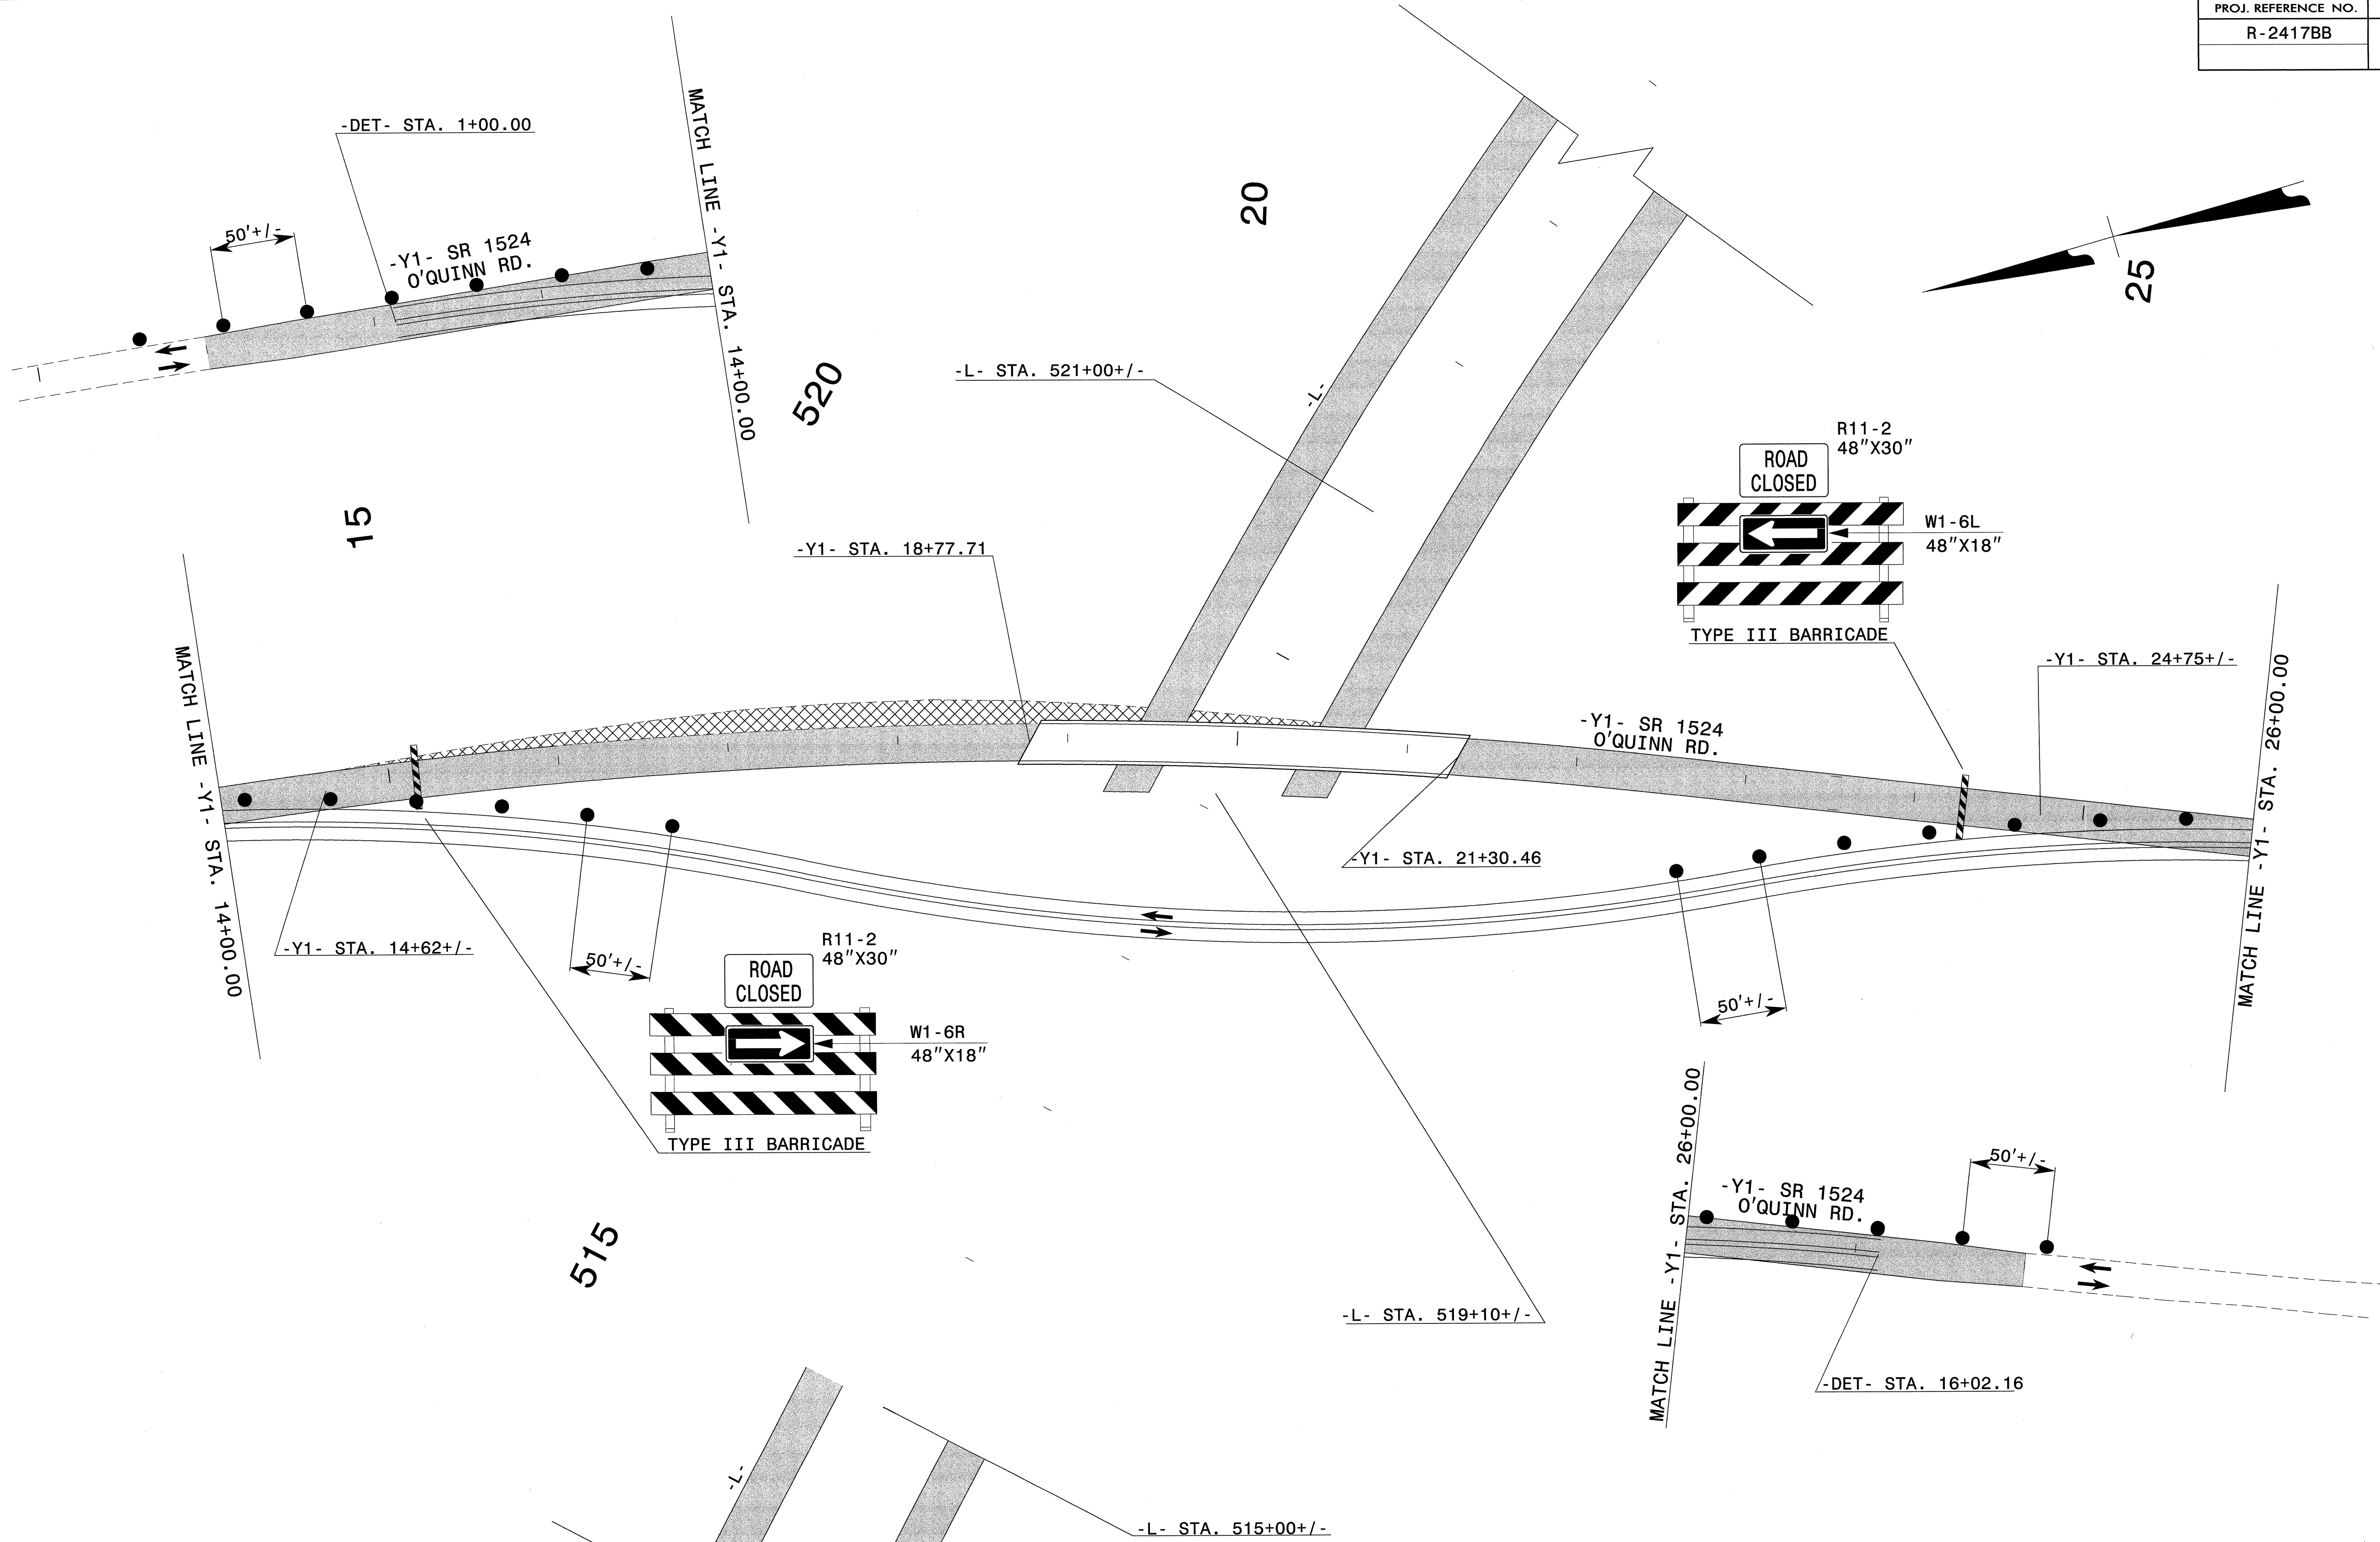 PROJ. REFERENCE NO.
R-2417BB
-DET- STA. 1+00.00
MATCH LINE -Y1- STA. 14+00.00
50'+/-
-Y1- SR 1524
O'QUINN RD.
20
25
520
-L- STA. 521+00+/-
-L-
R11-2
48"X30"
ROAD
CLOSED
W1-6L
48"X18"
TYPE III BARRICADE
15
-Y1- STA. 18+77.71
-Y1- STA. 24+75+/-
MATCH LINE -Y1- STA. 14+00.00
-Y1- SR 1524
O'QUINN RD.
MATCH LINE -Y1- STA. 26+00.00
-Y1- STA. 21+30.46
-Y1- STA. 14+62+/-
50'+/-
R11-2
48"X30"
ROAD
CLOSED
W1-6R
48"X18"
TYPE III BARRICADE
50'+/-
515
MATCH LINE -Y1- STA. 26+00.00
50'+/-
-Y1- SR 1524
O'QUINN RD.
-L- STA. 519+10+/-
-DET- STA. 16+02.16
-L-
-L- STA. 515+00+/-